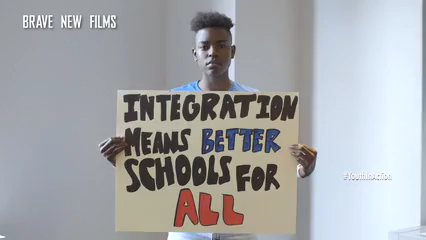 BRAVE NEW FILMS
INTEGRATION
MEANS BETTER
SCHOOLS FOR
ALL
#YouthInAction